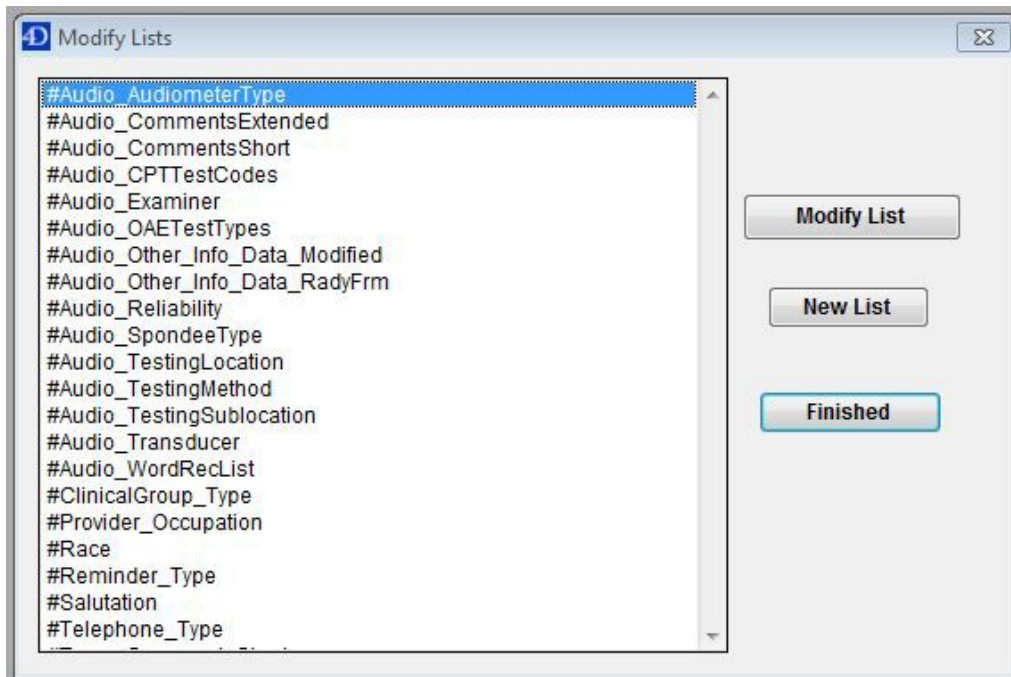 4D Modify Lists
#Audio_AudiometerType
#Audio_CommentsExtended
#Audio_CommentsShort
#Audio_CPTTestCodes
#Audio_Examiner
#Audio_OAETestTypes
#Audio_Other_Info_Data_Modified
#Audio_Other_Info_Data_RadyFrm
#Audio_Reliability
#Audio_SpondeeType
#Audio_TestingLocation
#Audio_TestingMethod
#Audio_TestingSublocation
#Audio_Transducer
#Audio_WordRecList
#ClinicalGroup_Type
#Provider_Occupation
#Race
#Reminder_Type
#Salutation
#Telephone_Type
Modify List
New List
Finished